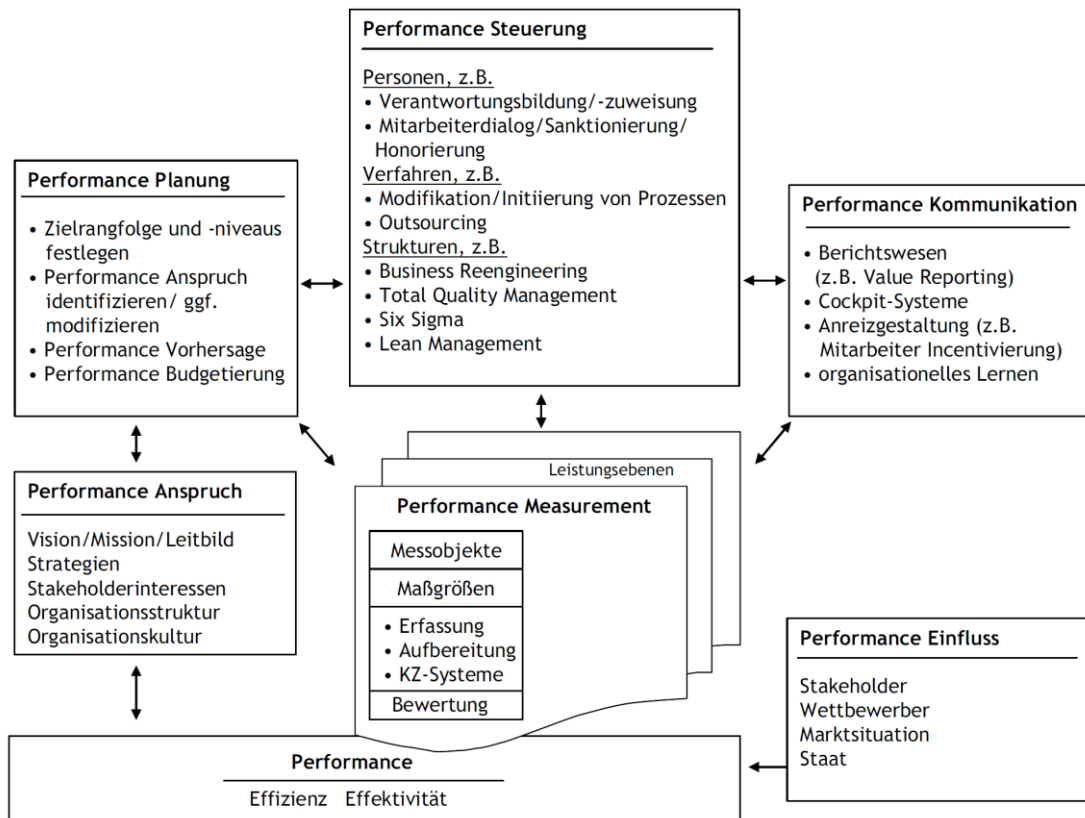 Performance Steuerung
Personen, z.B.
• Verantwortungsbildung/-zuweisung
• Mitarbeiterdialog/Sanktionierung/
Honorierung
Verfahren, z.B.
• Modifikation/Initiierung von Prozessen
• Outsourcing
Strukturen, z.B.
• Business Reengineering
• Total Quality Management
• Six Sigma
• Lean Management
Performance Planung
• Zielrangfolge und -niveaus
festlegen
• Performance Anspruch
identifizieren/ ggf.
modifizieren
• Performance Vorhersage
• Performance Budgetierung
Performance Kommunikation
• Berichtswesen
(z.B. Value Reporting)
• Cockpit-Systeme
• Anreizgestaltung (z.B.
Mitarbeiter Incentivierung)
• organisationelles Lernen
Performance Anspruch
Vision/Mission/Leitbild
Strategien
Stakeholderinteressen
Organisationsstruktur
Organisationskultur
Leistungsebenen
Performance Measurement
Messobjekte
Maßgrößen
• Erfassung
• Aufbereitung
• KZ-Systeme
Bewertung
Performance Einfluss
Stakeholder
Wettbewerber
Marktsituation
Staat
Performance
Effizienz Effektivität